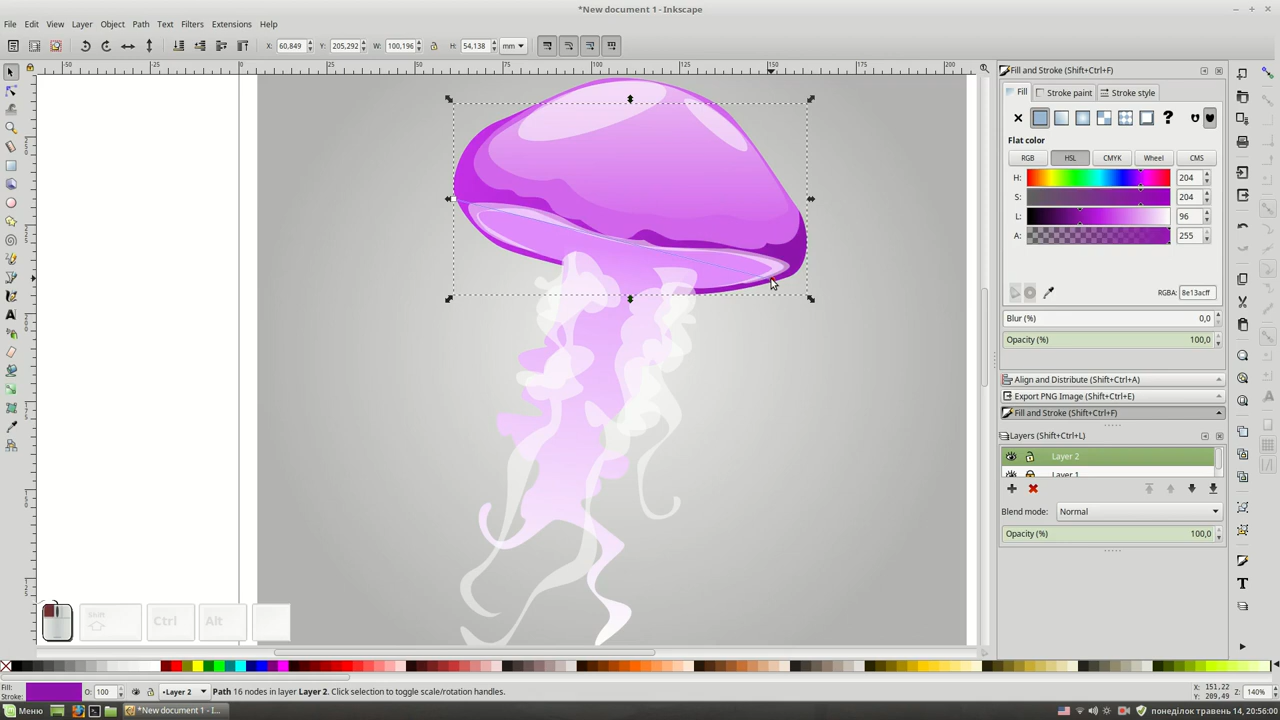 *New document 1 - Inkscape
File Edit View Layer Object Path Text Filters Extensions Help
X: 60,849 Y: 205,292 W: 100,196 H: 54,138 mm
Fill and Stroke (Shift+Ctrl+F)
Fill Stroke paint Stroke style
Flat color
RGB HSL CMYK Wheel CMS
H: 204
S: 204
L: 96
A: 255
RGBA: 8e13acff
Blur (%) 0,0
Opacity (%) 100,0
Align and Distribute (Shift+Ctrl+A)
Export PNG Image (Shift+Ctrl+E)
Fill and Stroke (Shift+Ctrl+F)
Layers (Shift+Ctrl+L)
Layer 2
Layer 1
Blend mode: Normal
Opacity (%) 100,0
Shift
Ctrl Alt
Fill:
Stroke:
O: 100
Layer 2
Path 16 nodes in layer Layer 2. Click selection to toggle scale/rotation handles.
X: 151,22
Y: 209,49
Z: 140%
Меню
*New document 1 - I...
понеділок травень 14, 20:56:00